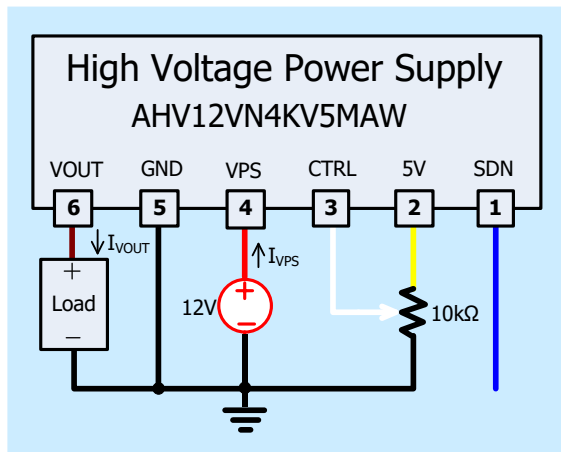 High Voltage Power Supply
AHV12VN4KV5MAW
VOUT GND VPS CTRL 5V SDN
6 5 4 3 2 1
IVOUT IVPS
+ +
Load 12V 10kΩ
− −